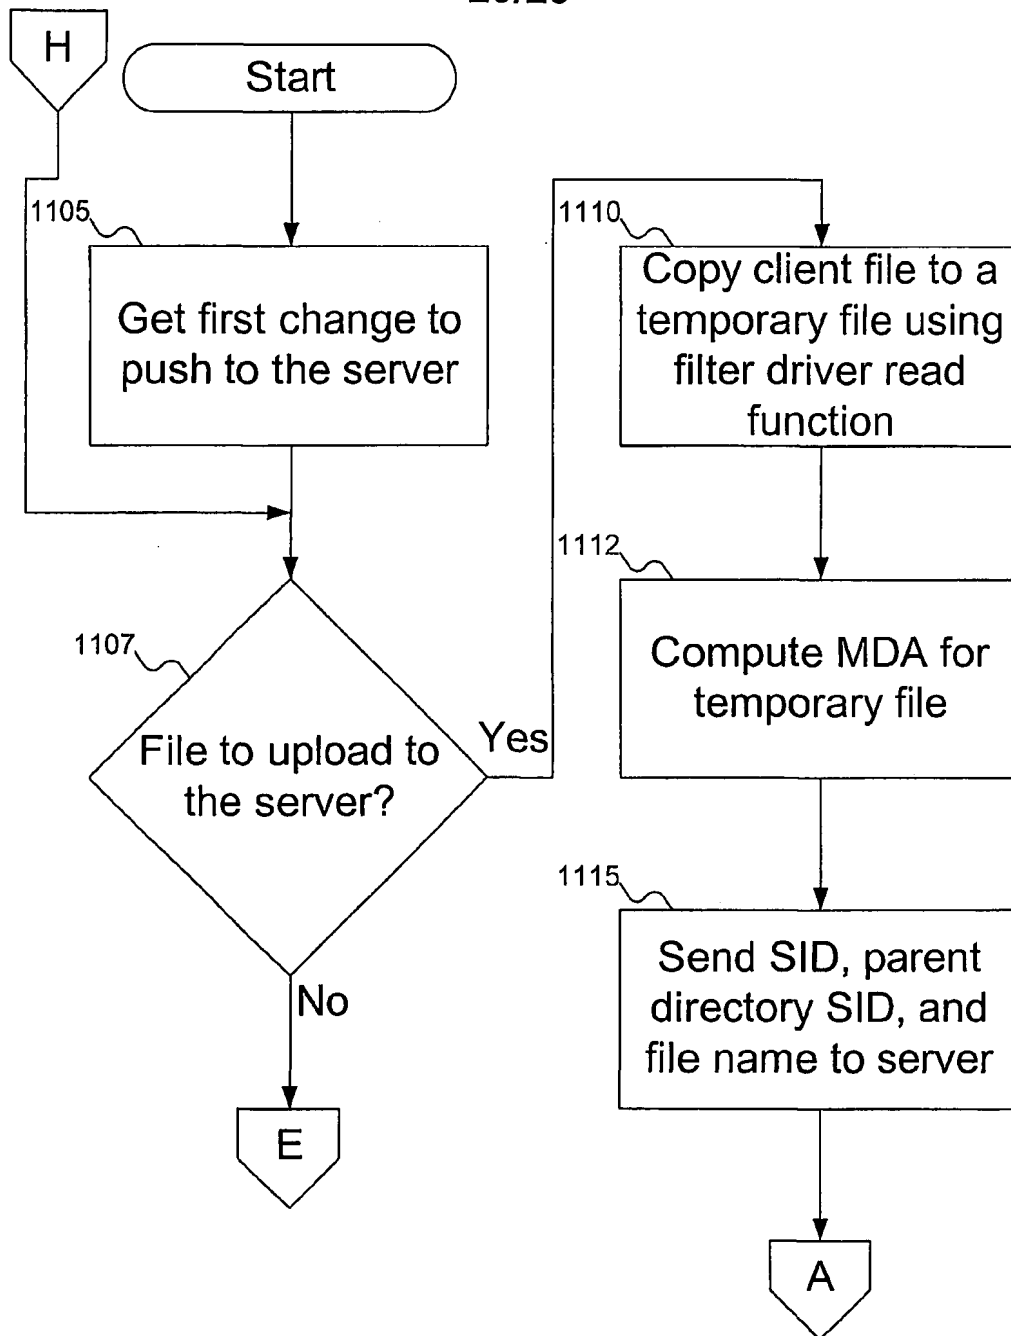 H
Start
1105
Get first change to
push to the server
1107
File to upload to
the server?
Yes
No
E
1110
Copy client file to a
temporary file using
filter driver read
function
1112
Compute MDA for
temporary file
1115
Send SID, parent
directory SID, and
file name to server
A